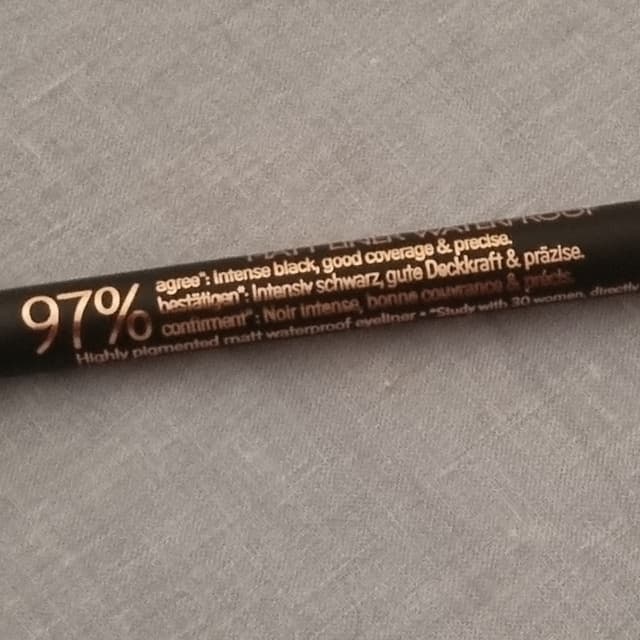 MATT LINER WATERPROOF
97%
agree*: Intense black, good coverage & precise.
bestätigen*: Intensiv schwarz, gute Deckkraft & präzise.
confirment*: Noir intense, bonne couvrance & précis.
Highly pigmented matt waterproof eyeliner • *Study with 30 women, directly